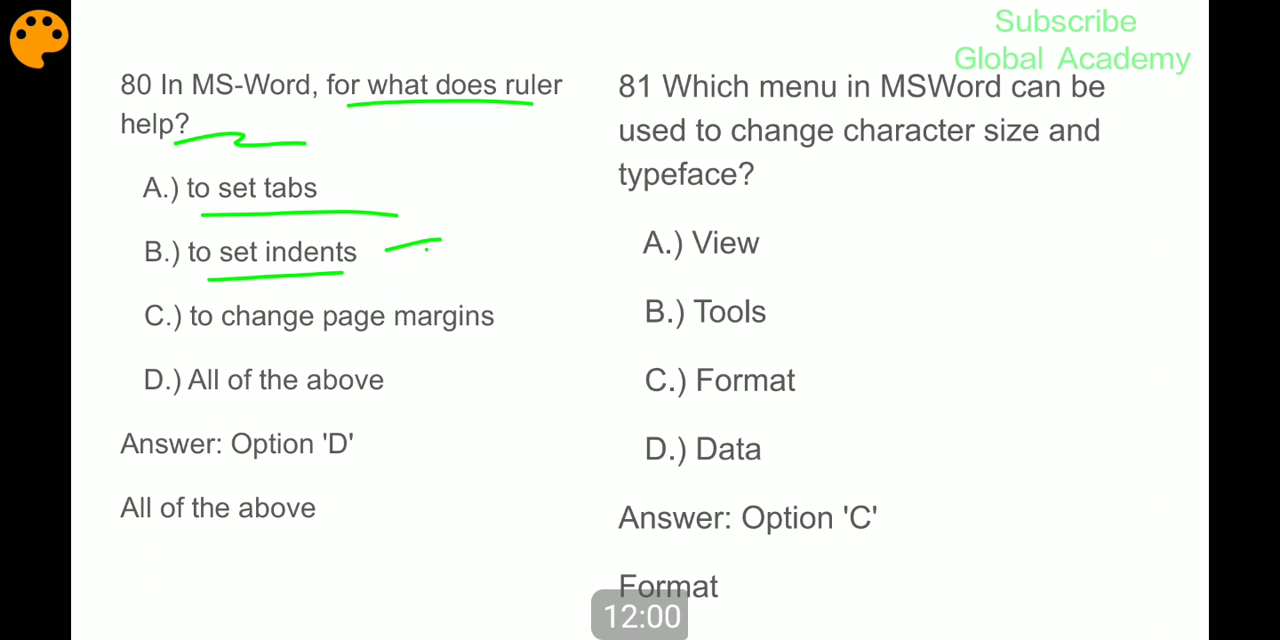 Subscribe
Global Academy
80 In MS-Word, for what does ruler
help?
A.) to set tabs
B.) to set indents
C.) to change page margins
D.) All of the above
Answer: Option 'D'
All of the above
81 Which menu in MSWord can be
used to change character size and
typeface?
A.) View
B.) Tools
C.) Format
D.) Data
Answer: Option 'C'
Format
12:00